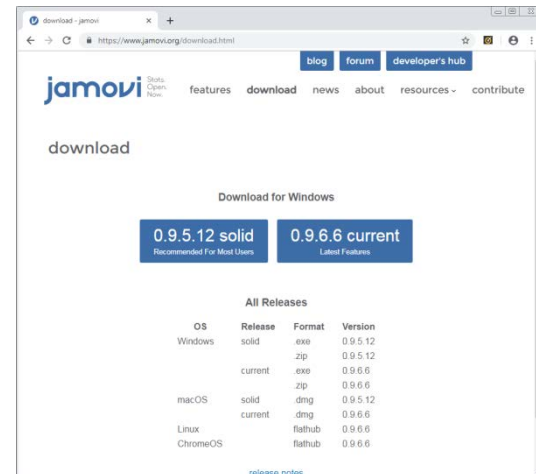 download - jamovi
https://www.jamovi.org/download.html
blog forum developer's hub
jamovi Stats. Open. Now.
features download news about resources contribute
download
Download for Windows
0.9.5.12 solid 0.9.6.6 current
Recommended For Most Users Latest Features
All Releases
OS Release Format Version
Windows solid .exe 0.9.5.12
.zip 0.9.5.12
current .exe 0.9.6.6
.zip 0.9.6.6
macOS solid .dmg 0.9.5.12
current .dmg 0.9.6.6
Linux flathub 0.9.6.6
ChromeOS flathub 0.9.6.6
release notes